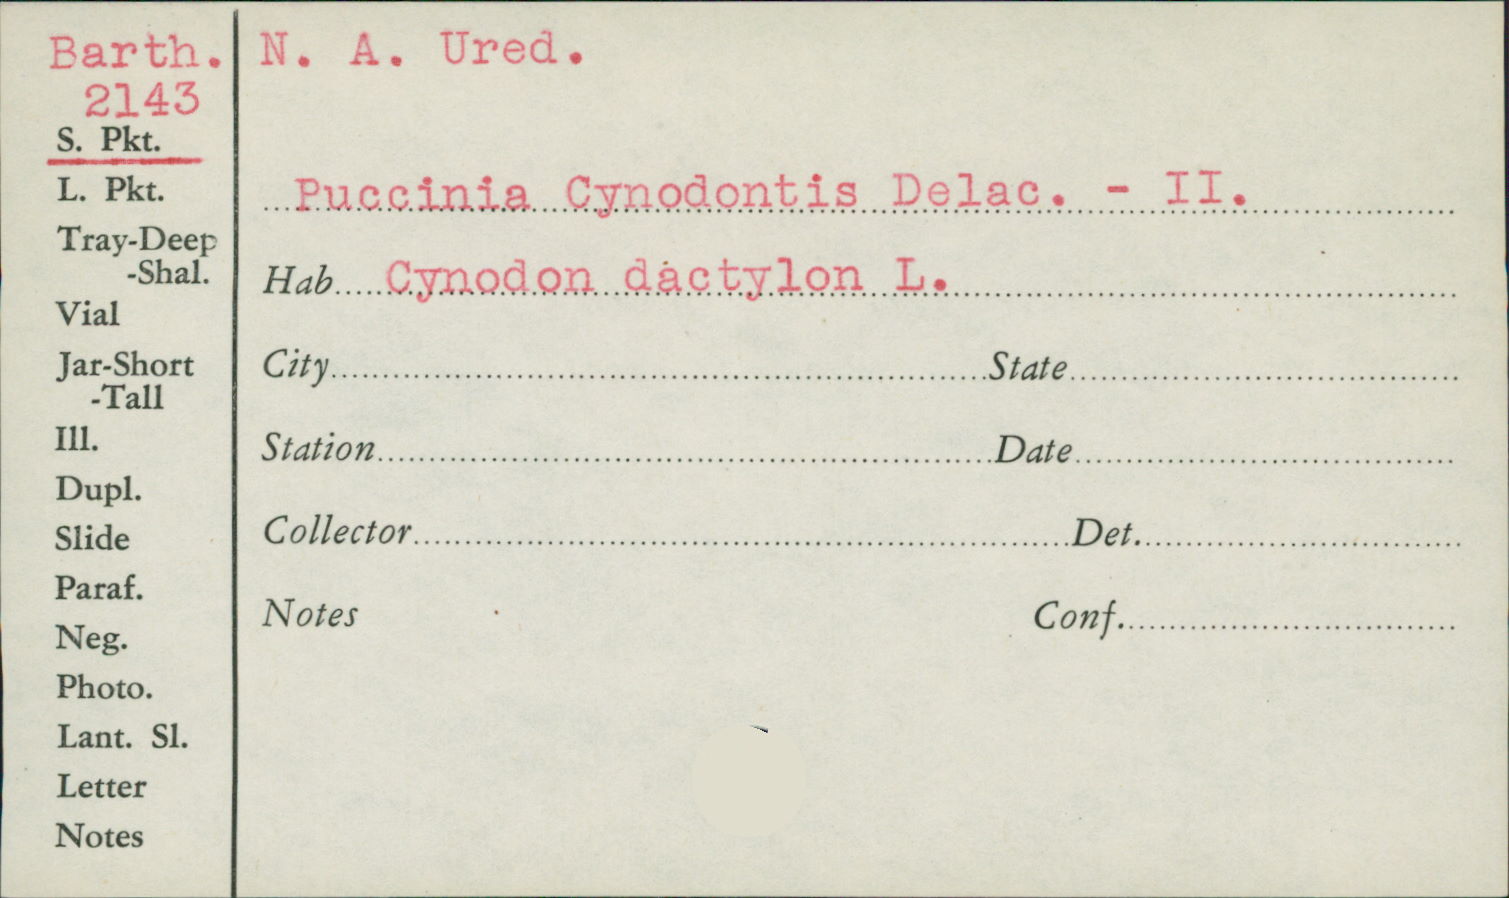 Barth.
2143
S. Pkt.
L. Pkt.
Tray-Deep
-Shal.
Vial
Jar-Short
-Tall
Ill.
Dupl.
Slide
Paraf.
Neg.
Photo.
Lant. Sl.
Letter
Notes
N. A. Ured.
Puccinia Cynodontis Delac. - II.
Hab Cynodon dactylon L.
City State
Station Date
Collector Det.
Notes Conf.